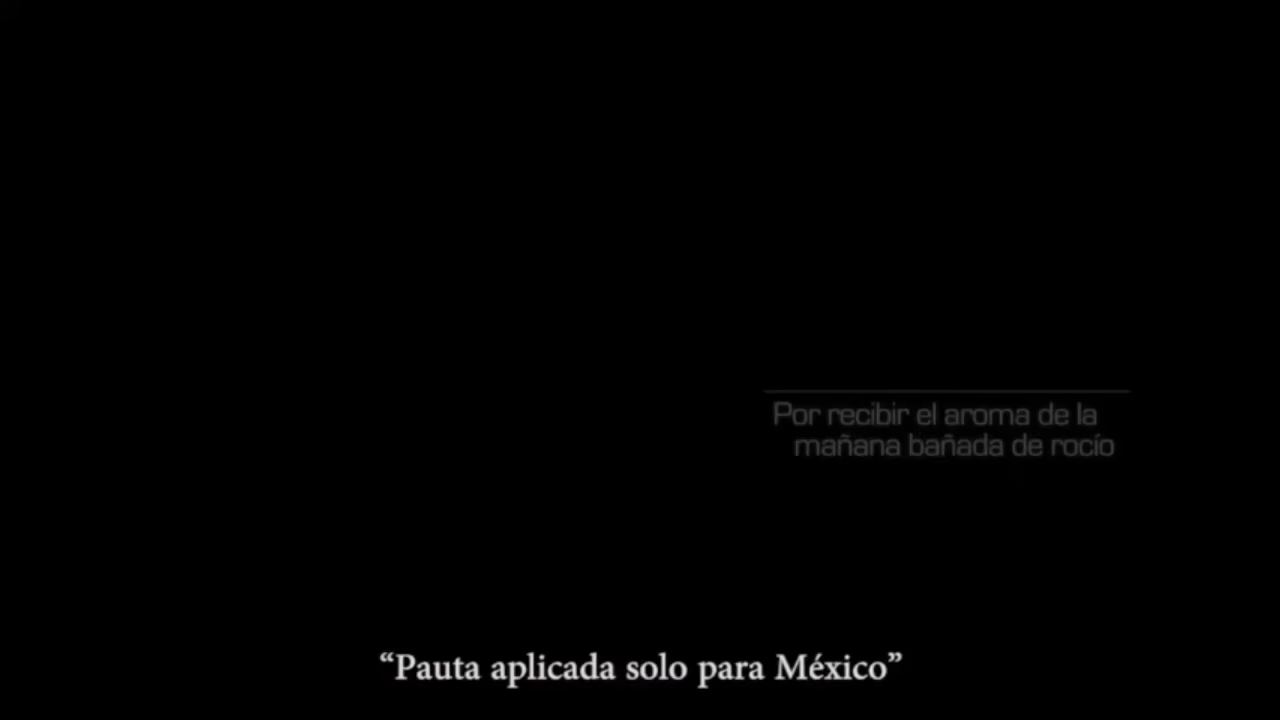 Por recibir el aroma de la
mañana bañada de rocío
“Pauta aplicada solo para México”